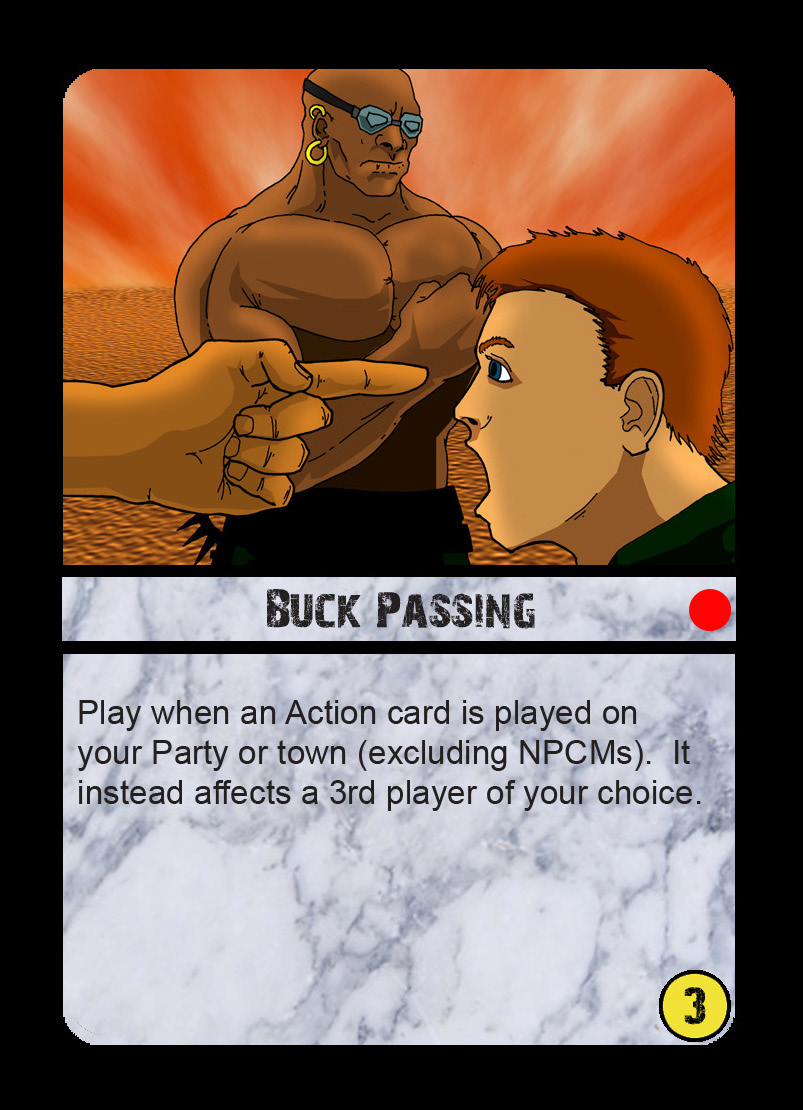 Buck Passing
Play when an Action card is played on
your Party or town (excluding NPCMs).  It
instead affects a 3rd player of your choice.
3